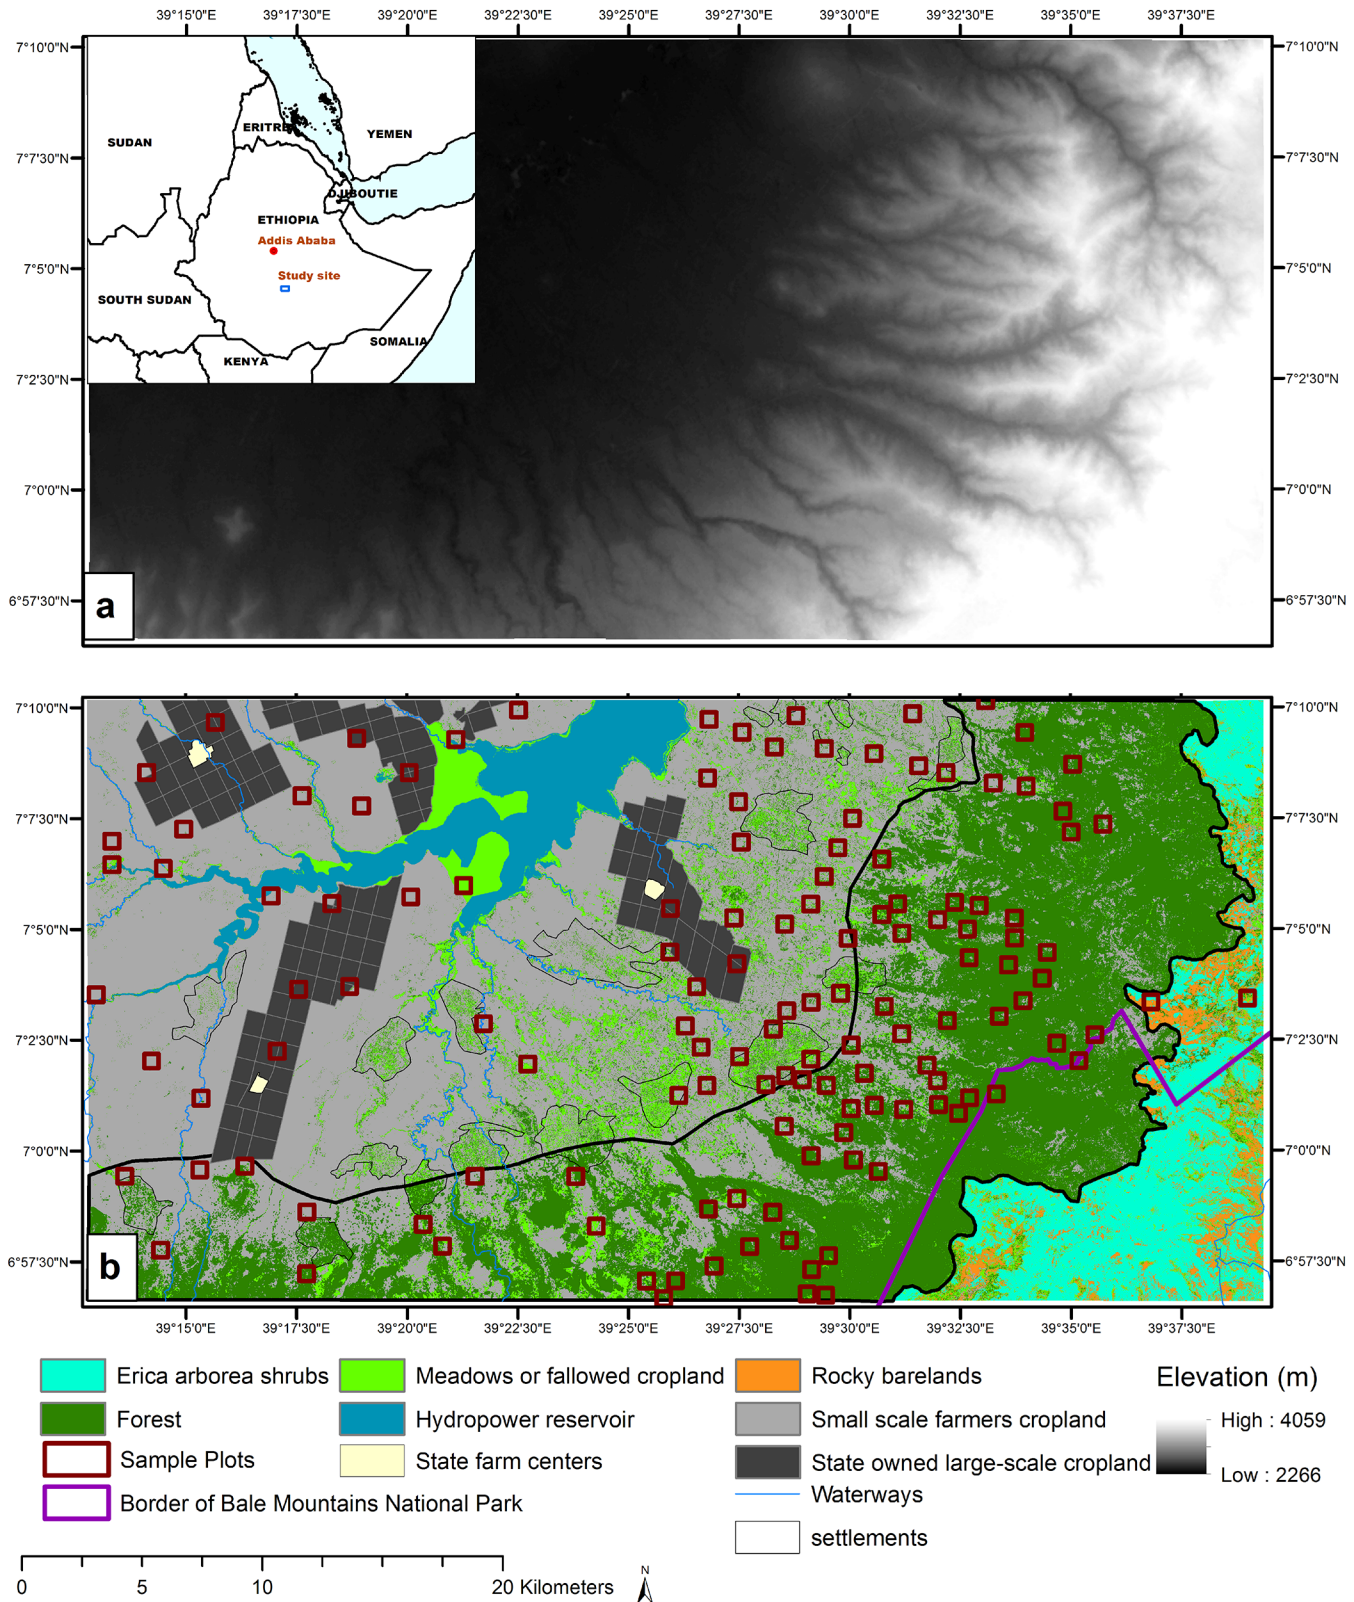 39°15'0"E 39°17'30"E 39°20'0"E 39°22'30"E 39°25'0"E 39°27'30"E 39°30'0"E 39°32'30"E 39°35'0"E 39°37'30"E
7°10'0"N 7°10'0"N
YEMEN
ERITRE
SUDAN
7°7'30"N 7°7'30"N
DJIBOUTIE
ETHIOPIA
Addis Ababa
7°5'0"N 7°5'0"N
Study site
SOUTH SUDAN
SOMALIA
KENYA
7°2'30"N 7°2'30"N
7°0'0"N 7°0'0"N
6°57'30"N 6°57'30"N
a
7°10'0"N 7°10'0"N
7°7'30"N 7°7'30"N
7°5'0"N 7°5'0"N
7°2'30"N 7°2'30"N
7°0'0"N 7°0'0"N
6°57'30"N 6°57'30"N
b
39°15'0"E 39°17'30"E 39°20'0"E 39°22'30"E 39°25'0"E 39°27'30"E 39°30'0"E 39°32'30"E 39°35'0"E 39°37'30"E
Erica arborea shrubs
Forest
Sample Plots
Border of Bale Mountains National Park
Meadows or fallowed cropland
Hydropower reservoir
State farm centers
Rocky barelands
Small scale farmers cropland
State owned large-scale cropland
Waterways
settlements
Elevation (m)
High : 4059
Low : 2266
0 5 10 20 Kilometers
N